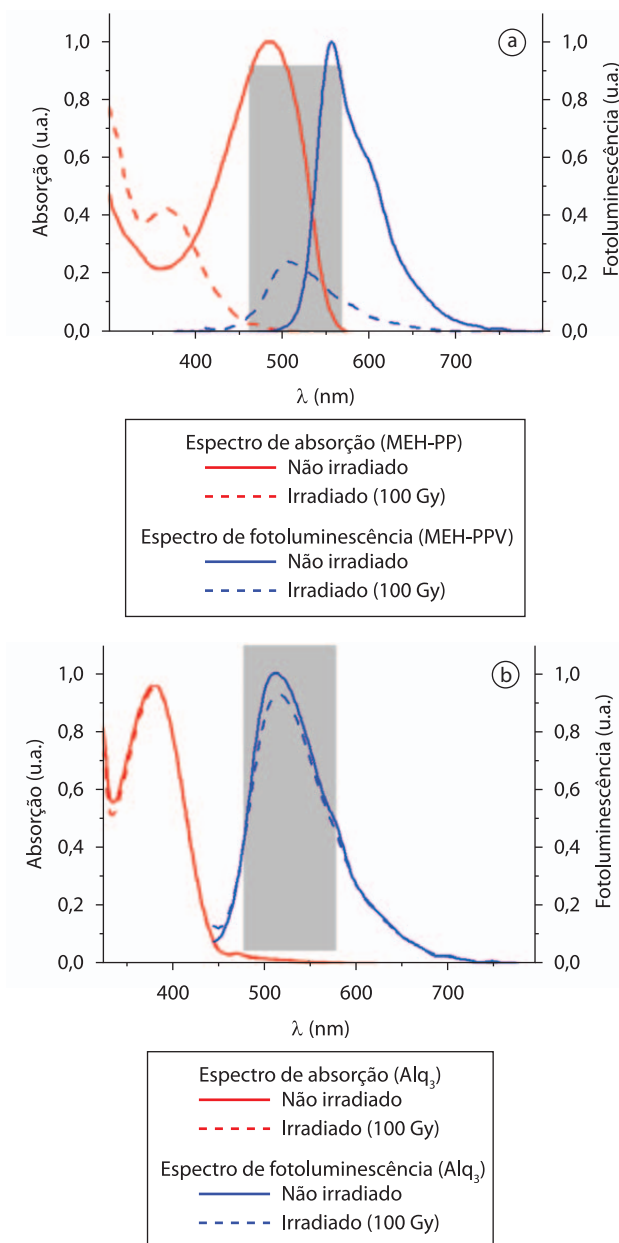 a
1,0
1,0
0,8
0,8
0,6
0,6
0,4
0,4
0,2
0,2
0,0
0,0
Absorção (u.a.)
Fotoluminescência (u.a.)
400
500
600
700
λ (nm)
Espectro de absorção (MEH-PP)
Não irradiado
Irradiado (100 Gy)
Espectro de fotoluminescência (MEH-PPV)
Não irradiado
Irradiado (100 Gy)
b
1,0
1,0
0,8
0,8
0,6
0,6
0,4
0,4
0,2
0,2
0,0
0,0
Absorção (u.a.)
Fotoluminescência (u.a.)
400
500
600
700
λ (nm)
Espectro de absorção (Alq₃)
Não irradiado
Irradiado (100 Gy)
Espectro de fotoluminescência (Alq₃)
Não irradiado
Irradiado (100 Gy)